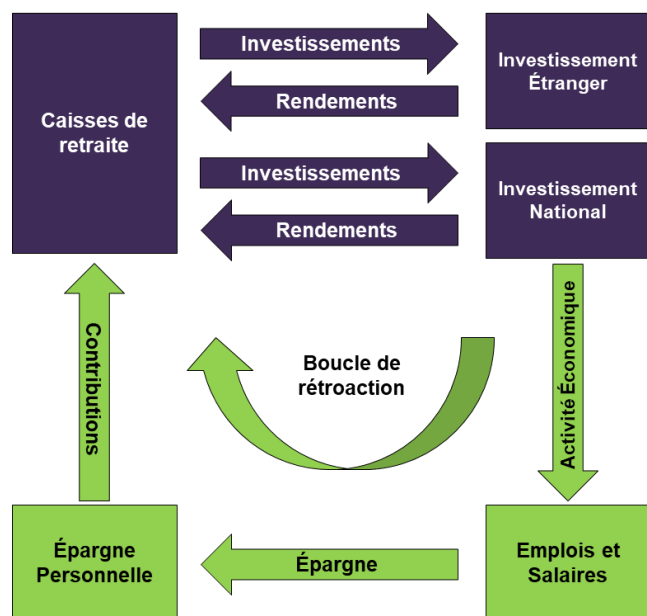 Investissements
Rendements
Caisses de
retraite
Investissements
Rendements
Investissement
Étranger
Investissement
National
Contributions
Boucle de
rétroaction
Activité Économique
Épargne
Personnelle
Épargne
Emplois et
Salaires